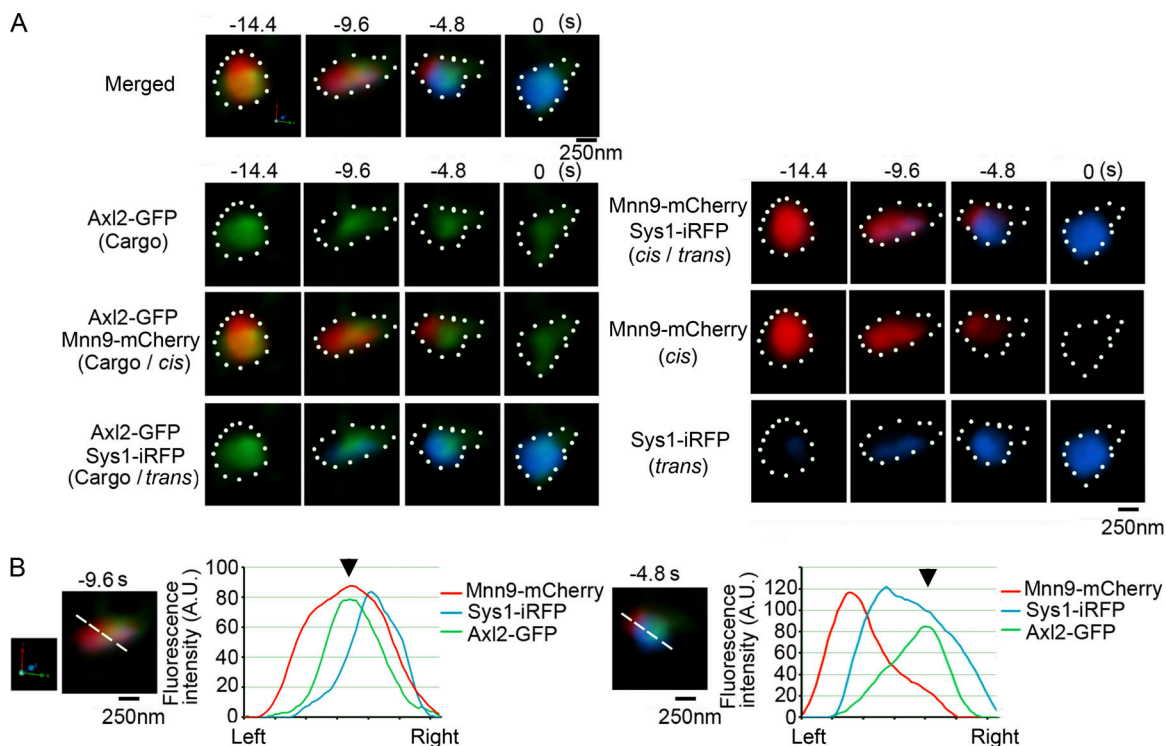 A
-14.4 -9.6 -4.8 0 (s)
Merged
250nm
-14.4 -9.6 -4.8 0 (s)
Axl2-GFP
(Cargo)
Axl2-GFP
Mnn9-mCherry
(Cargo / cis)
Axl2-GFP
Sys1-iRFP
(Cargo / trans)
-14.4 -9.6 -4.8 0 (s)
Mnn9-mCherry
Sys1-iRFP
(cis / trans)
Mnn9-mCherry
(cis)
Sys1-iRFP
(trans)
250nm
B
-9.6 s
250nm
Fluorescence
intensity (A.U.)
100
80
60
40
20
0
Left Right
Mnn9-mCherry
Sys1-iRFP
Axl2-GFP
-4.8 s
250nm
Fluorescence
intensity (A.U.)
120
100
80
60
40
20
0
Left Right
Mnn9-mCherry
Sys1-iRFP
Axl2-GFP